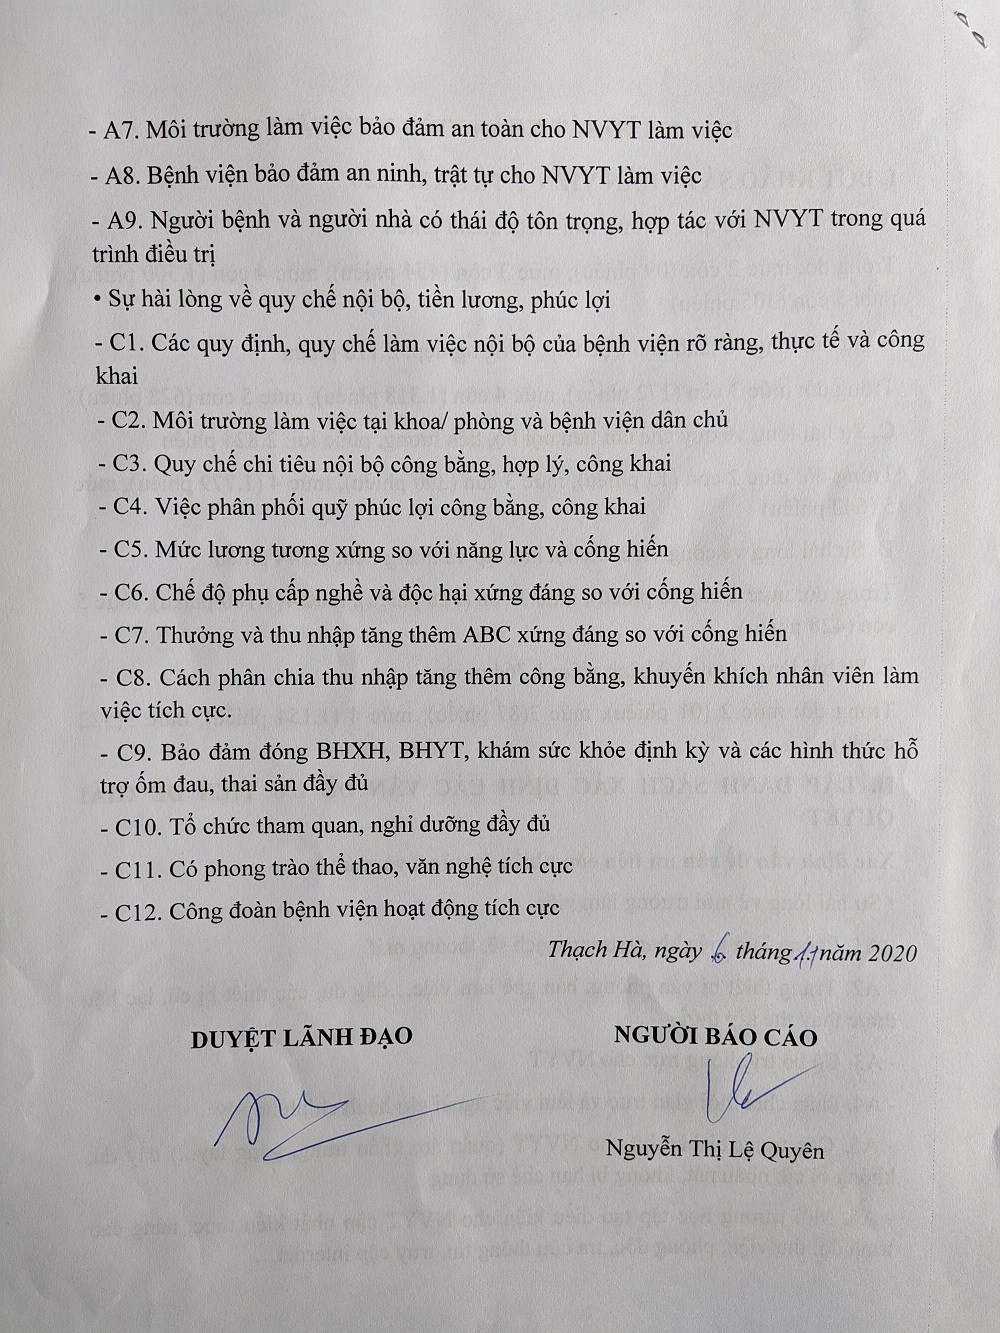 - A7. Môi trường làm việc bảo đảm an toàn cho NVYT làm việc
- A8. Bệnh viện bảo đảm an ninh, trật tự cho NVYT làm việc
- A9. Người bệnh và người nhà có thái độ tôn trọng, hợp tác với NVYT trong quá
trình điều trị
• Sự hài lòng về quy chế nội bộ, tiền lương, phúc lợi
- C1. Các quy định, quy chế làm việc nội bộ của bệnh viện rõ ràng, thực tế và công
khai
- C2. Môi trường làm việc tại khoa/ phòng và bệnh viện dân chủ
- C3. Quy chế chi tiêu nội bộ công bằng, hợp lý, công khai
- C4. Việc phân phối quỹ phúc lợi công bằng, công khai
- C5. Mức lương tương xứng so với năng lực và cống hiến
- C6. Chế độ phụ cấp nghề và độc hại xứng đáng so với cống hiến
- C7. Thưởng và thu nhập tăng thêm ABC xứng đáng so với cống hiến
- C8. Cách phân chia thu nhập tăng thêm công bằng, khuyến khích nhân viên làm
việc tích cực.
- C9. Bảo đảm đóng BHXH, BHYT, khám sức khỏe định kỳ và các hình thức hỗ
trợ ốm đau, thai sản đầy đủ
- C10. Tổ chức tham quan, nghỉ dưỡng đầy đủ
- C11. Có phong trào thể thao, văn nghệ tích cực
- C12. Công đoàn bệnh viện hoạt động tích cực
Thạch Hà, ngày 6 tháng 11 năm 2020
DUYỆT LÃNH ĐẠO
NGƯỜI BÁO CÁO
Nguyễn Thị Lệ Quyên